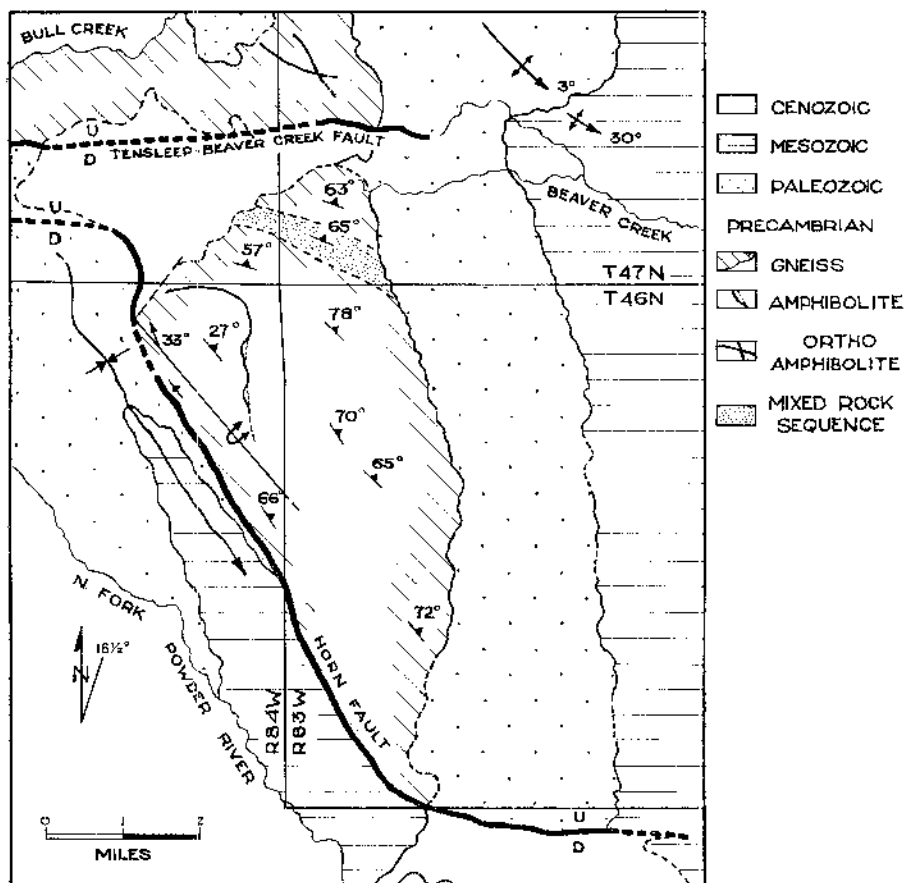 BULL CREEK
U
D
TENSLEEP-BEAVER CREEK FAULT
3°
30°
BEAVER CREEK
63°
65°
57°
T47N
T46N
U
D
33°
27°
78°
70°
65°
66°
72°
N. FORK
POWDER
RIVER
N
16½°
R84W
R83W
HORN FAULT
U
D
0 1 2
MILES
CENOZOIC
MESOZOIC
PALEOZOIC
PRECAMBRIAN
GNEISS
AMPHIBOLITE
ORTHO
AMPHIBOLITE
MIXED ROCK
SEQUENCE